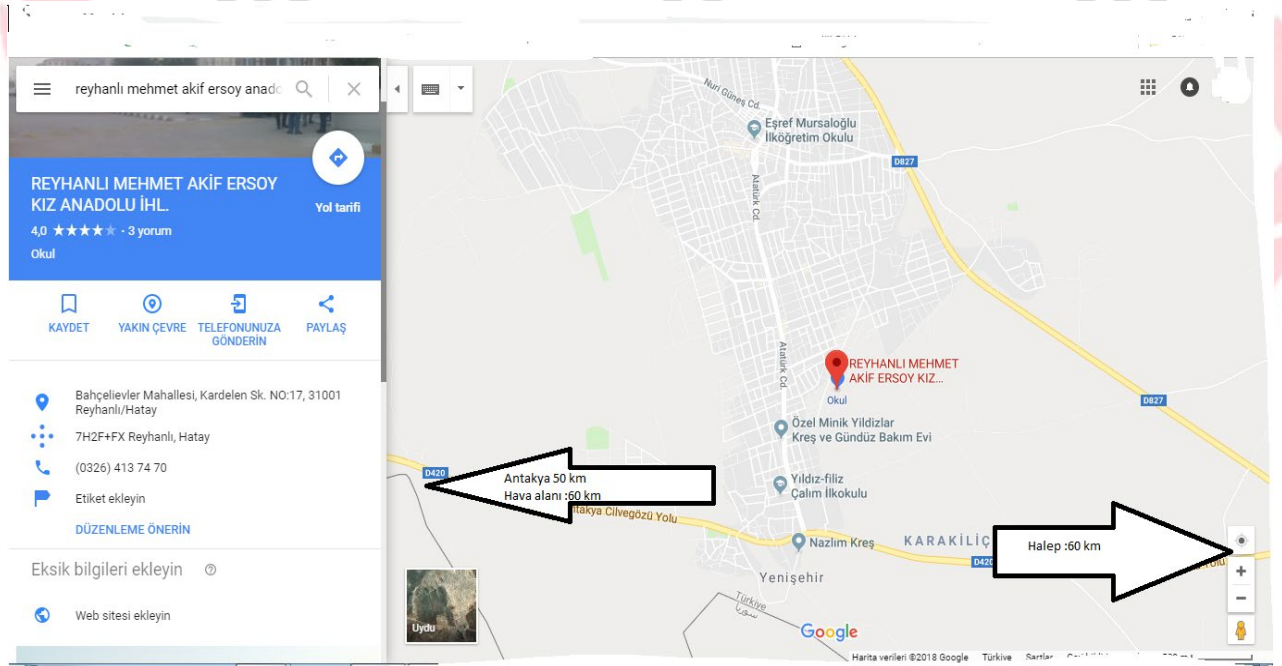 reyhanlı mehmet akif ersoy anado
REYHANLI MEHMET AKİF ERSOY
KIZ ANADOLU İHL.
Yol tarifi
4,0 ★★★★★ · 3 yorum
Okul
KAYDET
YAKIN ÇEVRE
TELEFONUNUZA
GÖNDERİN
PAYLAŞ
Bahçelievler Mahallesi, Kardelen Sk. NO:17, 31001
Reyhanlı/Hatay
7H2F+FX Reyhanlı, Hatay
(0326) 413 74 70
Etiket ekleyin
DÜZENLEME ÖNERİN
Eksik bilgileri ekleyin
Web sitesi ekleyin
Nuri Güneş Cd.
Eşref Mursaloğlu
İlköğretim Okulu
D827
Atatürk Cd.
Atatürk Cd.
REYHANLI MEHMET
AKİF ERSOY KIZ...
Okul
D827
Özel Minik Yildizlar
Kreş ve Gündüz Bakım Evi
D420
Antakya 50 km
Hava alanı :60 km
Yıldız-filiz
Çalım İlkokulu
Cilvegözü Yolu
Nazlım Kreş
KARAKİLİÇ
Halep :60 km
D420
Yolu
Yenişehir
Türkiye
سوريا
Uydu
Google
Harita verileri ©2018 Google
Türkiye
Şartlar